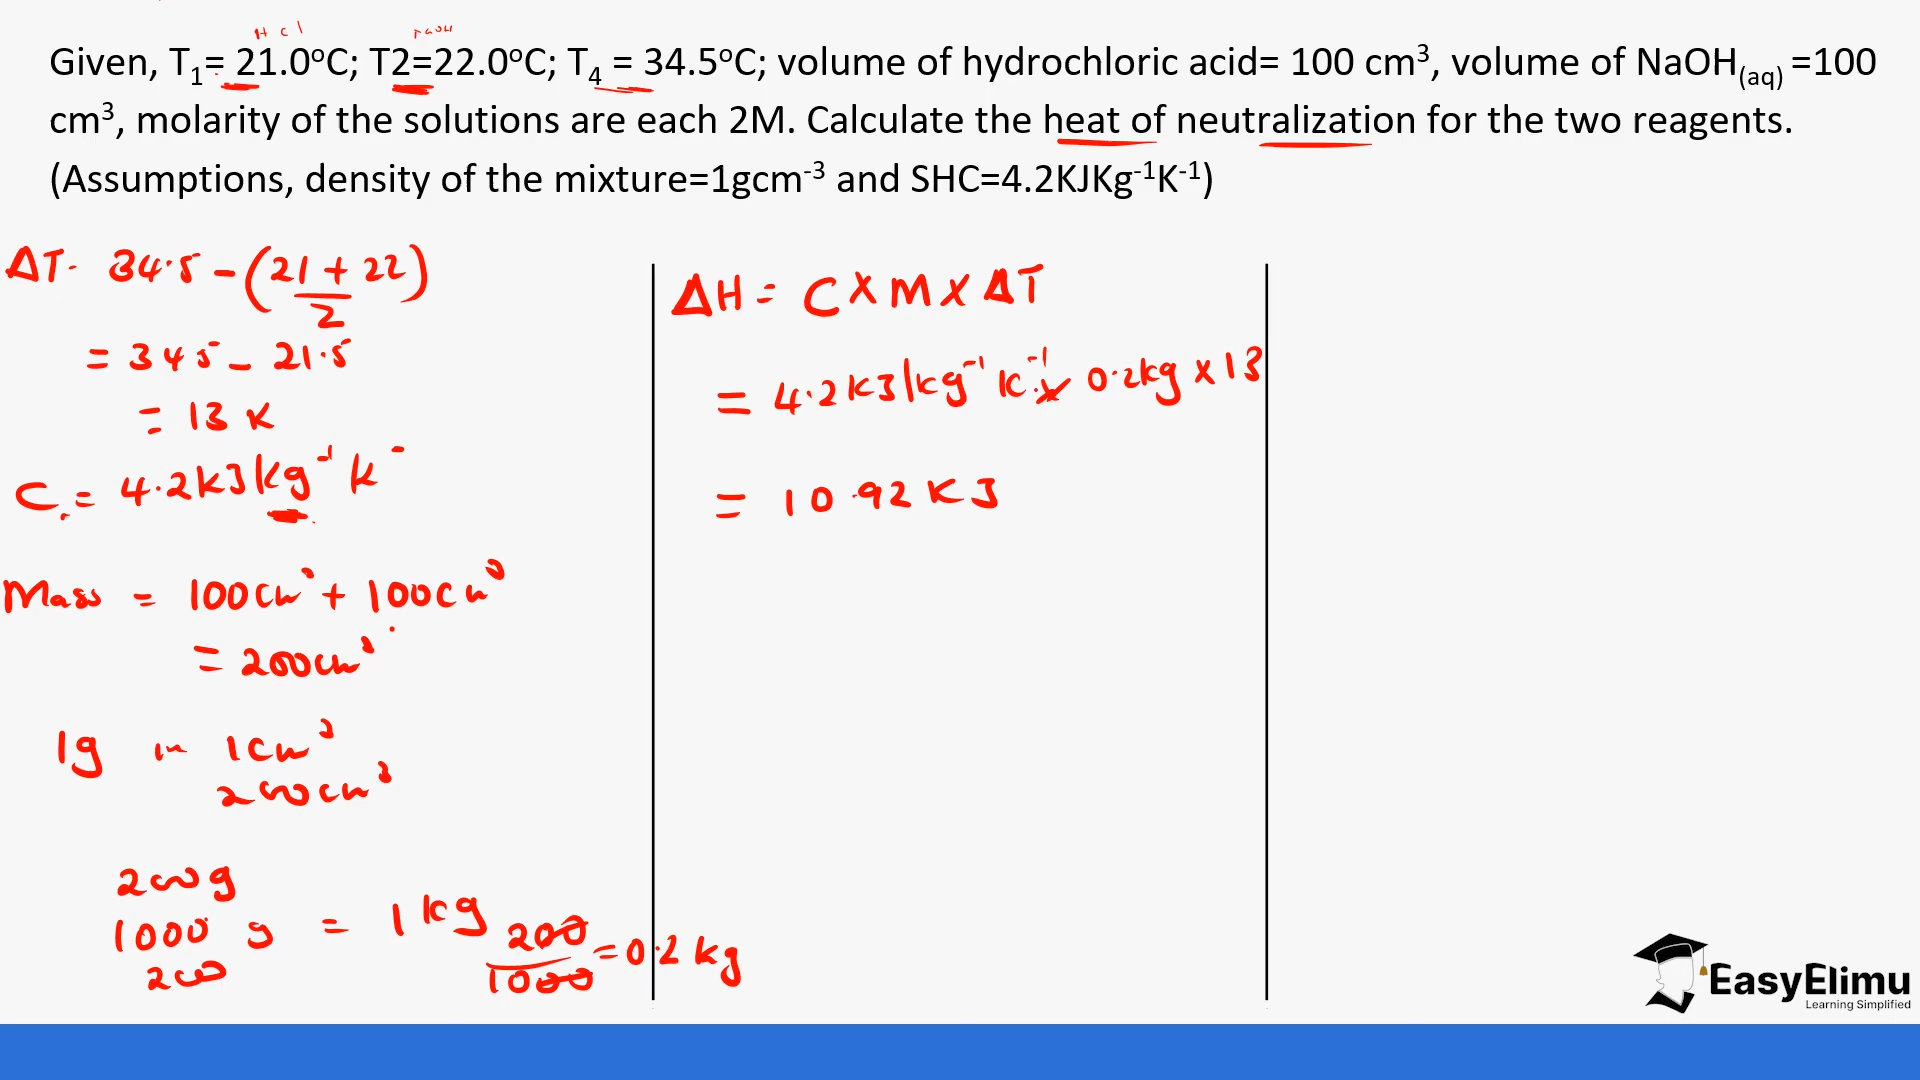 HCl NaOH
Given, T₁= 21.0°C; T2=22.0°C; T₄ = 34.5°C; volume of hydrochloric acid= 100 cm³, volume of NaOH(aq) =100
cm³, molarity of the solutions are each 2M. Calculate the heat of neutralization for the two reagents.
(Assumptions, density of the mixture=1gcm⁻³ and SHC=4.2KJKg⁻¹K⁻¹)
ΔT· 34.5 - (21 + 22)
2
= 345 - 21.5
= 13 K
C = 4.2KJkg⁻¹ k⁻
Mass = 100cm³ + 100cm³
= 200cm³
1g in 1cm³
200cm³
200g
1000 g = 1kg 200/1000 = 0.2 kg
200
ΔH = C x M x ΔT
= 4.2KJ kg⁻¹ K⁻¹ x 0.2kg x 13
= 10.92 KJ
EasyElimu
Learning Simplified